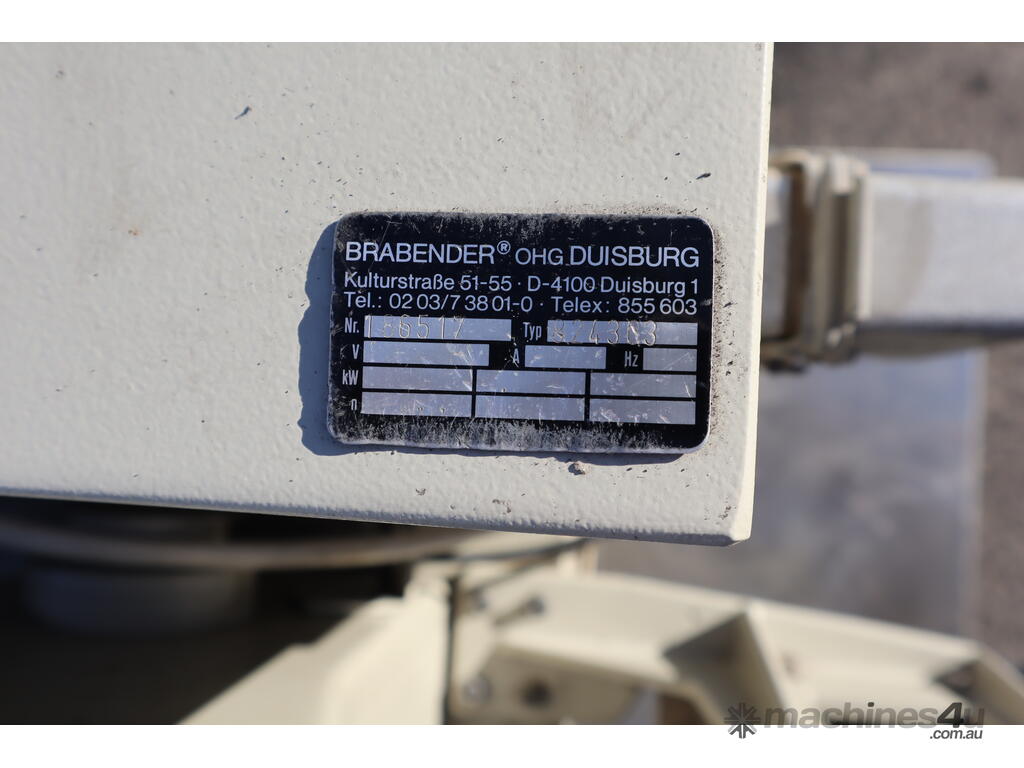 BRABENDER® OHG. DUISBURG
Kulturstraße 51-55 · D-4100 Duisburg 1
Tel.: 02 03/7 38 01-0 · Telex: 855 603
Nr. Typ
V A Hz
kW
n
machines4u
.com.au